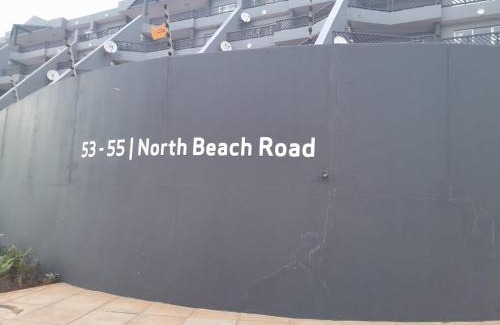 53 - 55 | North Beach Road